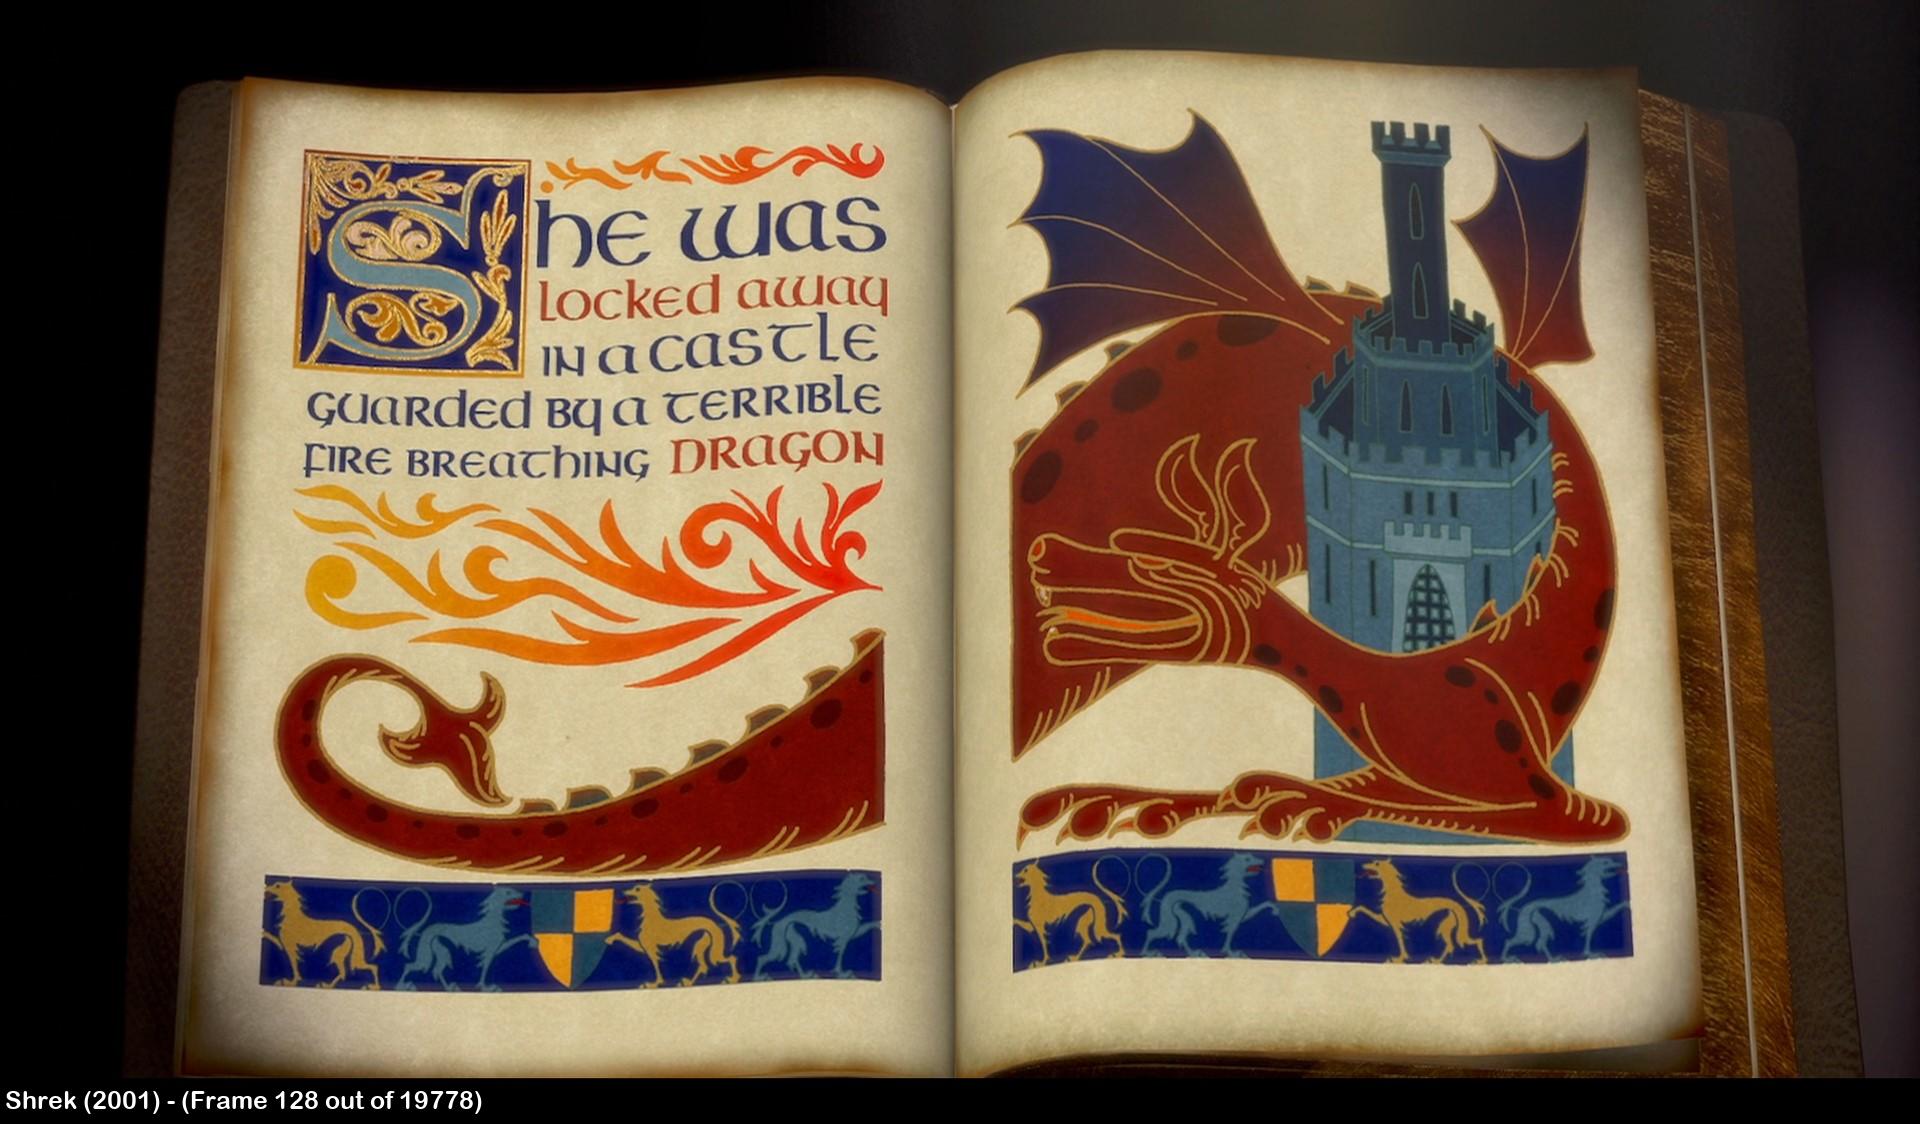 She was
locked away
in a castle
guarded by a terrible
fire breathing dragon
Shrek (2001) - (Frame 128 out of 19778)